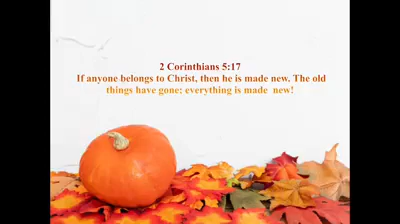 2 Corinthians 5:17
If anyone belongs to Christ, then he is made new. The old
things have gone; everything is made  new!